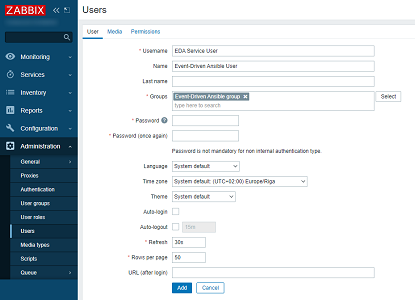 ZABBIX
Users
User Media Permissions
* Username EDA Service User
Name Event-Driven Ansible User
Last name
* Groups Event-Driven Ansible group Select
type here to search
* Password
* Password (once again)
Password is not mandatory for non internal authentication type.
Language System default
Time zone System default: (UTC+02:00) Europe/Riga
Theme System default
Auto-login
Auto-logout 15m
* Refresh 30s
* Rows per page 50
URL (after login)
Add Cancel
Monitoring
Services
Inventory
Reports
Configuration
Administration
General
Proxies
Authentication
User groups
User roles
Users
Media types
Scripts
Queue